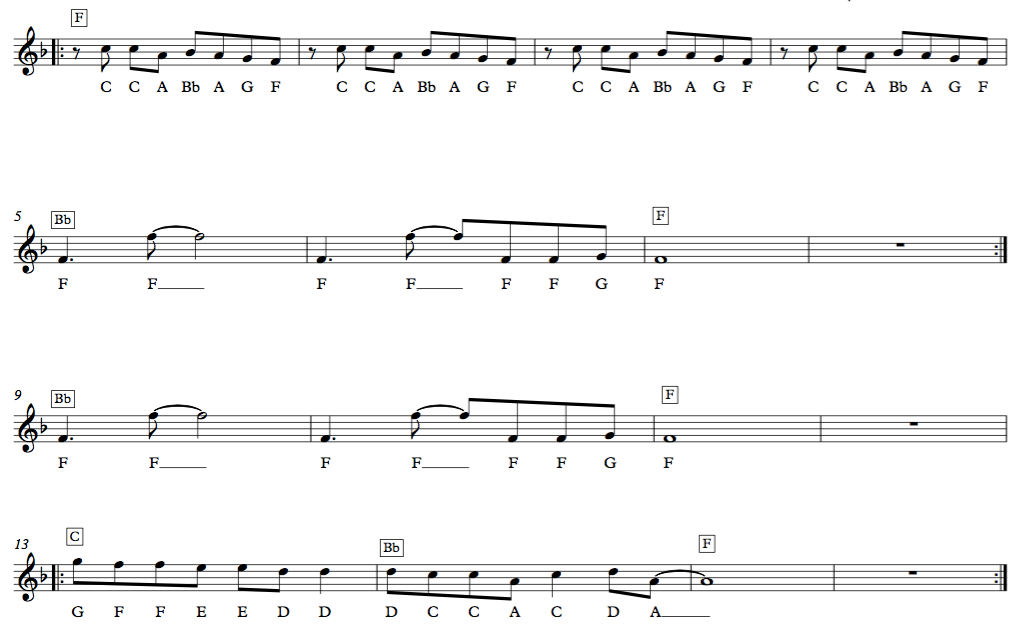 F
C C A Bb A G F C C A Bb A G F C C A Bb A G F C C A Bb A G F
5 Bb F
F F F F F F G F
9 Bb F
F F F F F F G F
13 C Bb F
G F F E E D D D C C A C D A